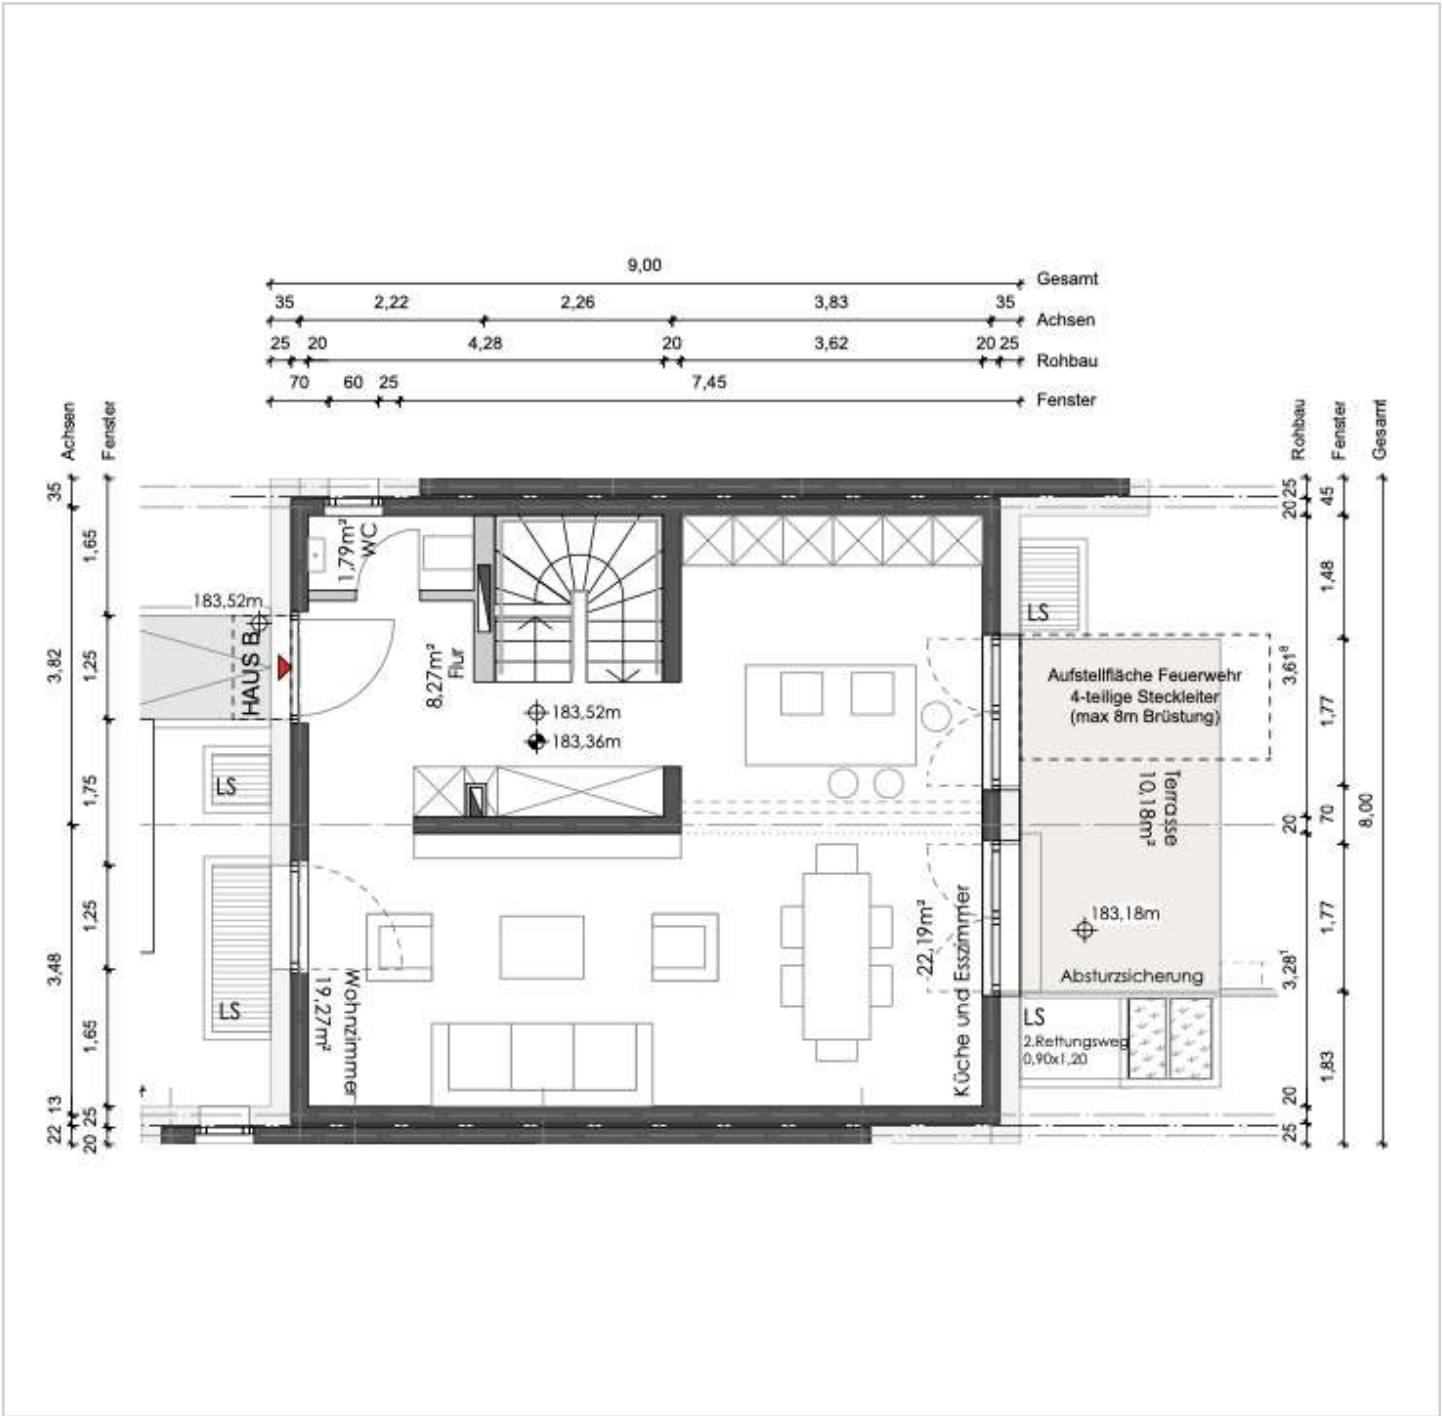 9,00
Gesamt
35 2,22 2,26 3,83 35
Achsen
25 20 4,28 20 3,62 20 25
Rohbau
70 60 25 7,45
Fenster
Achsen
Fenster
35
3,82
3,48
13
22
1,65
1,25
1,75
1,25
1,65
25
20
Rohbau
Fenster
Gesamt
25
20
3,61⁸
20
3,28¹
20
25
45
1,48
1,77
70
1,77
1,83
8,00
183,52m
HAUS B
1,79m²
WC
8,27m²
Flur
183,52m
183,36m
LS
LS
LS
Aufstellfläche Feuerwehr
4-teilige Steckleiter
(max 8m Brüstung)
Terrasse
10,18m²
183,18m
Absturzsicherung
LS
2.Rettungsweg
0,90x1,20
Wohnzimmer
19,27m²
22,19m²
Küche und Esszimmer